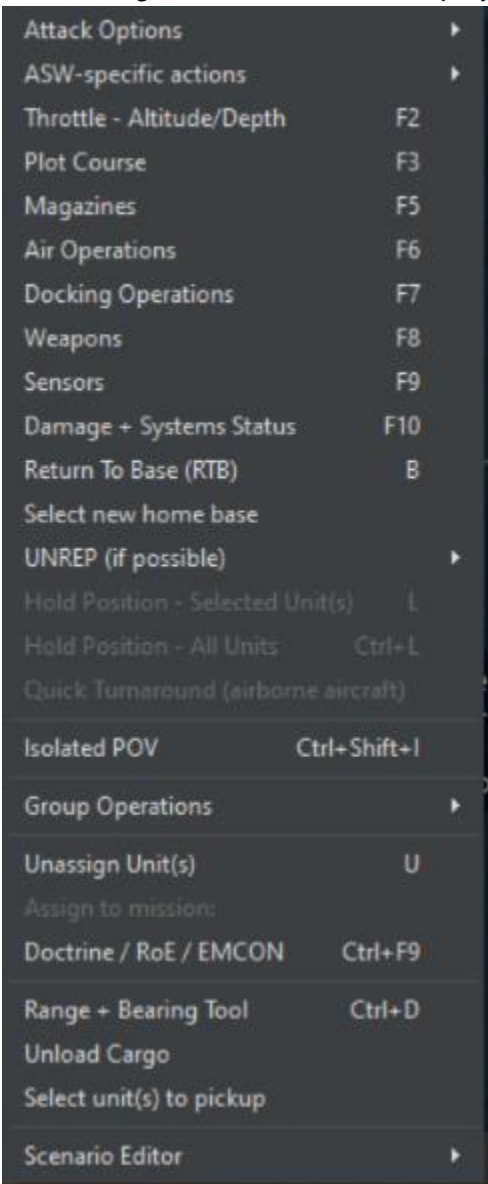 Attack Options
ASW-specific actions
Throttle - Altitude/Depth F2
Plot Course F3
Magazines F5
Air Operations F6
Docking Operations F7
Weapons F8
Sensors F9
Damage + Systems Status F10
Return To Base (RTB) B
Select new home base
UNREP (if possible)
Hold Position - Selected Unit(s) L
Hold Position - All Units Ctrl+L
Quick Turnaround (airborne aircraft)
Isolated POV Ctrl+Shift+I
Group Operations
Unassign Unit(s) U
Assign to mission:
Doctrine / RoE / EMCON Ctrl+F9
Range + Bearing Tool Ctrl+D
Unload Cargo
Select unit(s) to pickup
Scenario Editor